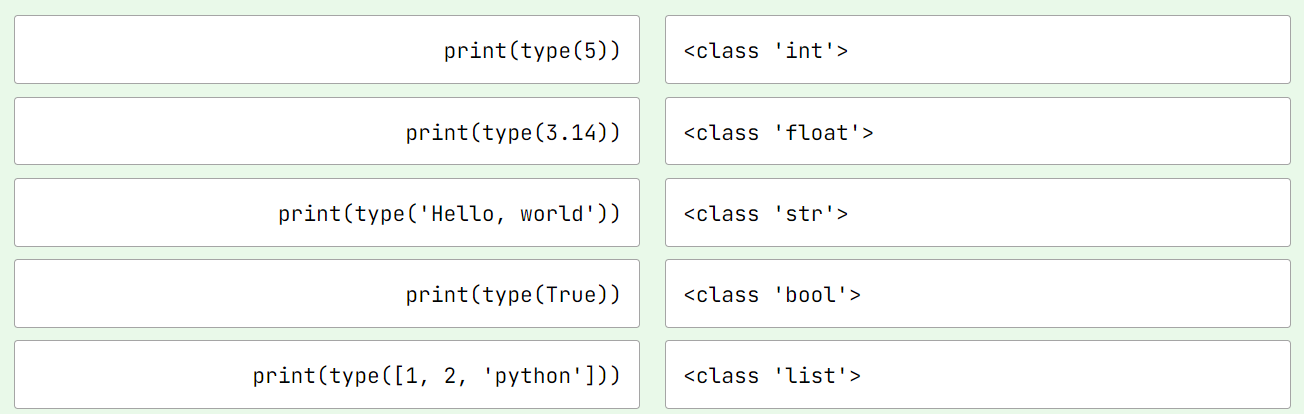 print(type(5)) <class 'int'>
print(type(3.14)) <class 'float'>
print(type('Hello, world')) <class 'str'>
print(type(True)) <class 'bool'>
print(type([1, 2, 'python'])) <class 'list'>